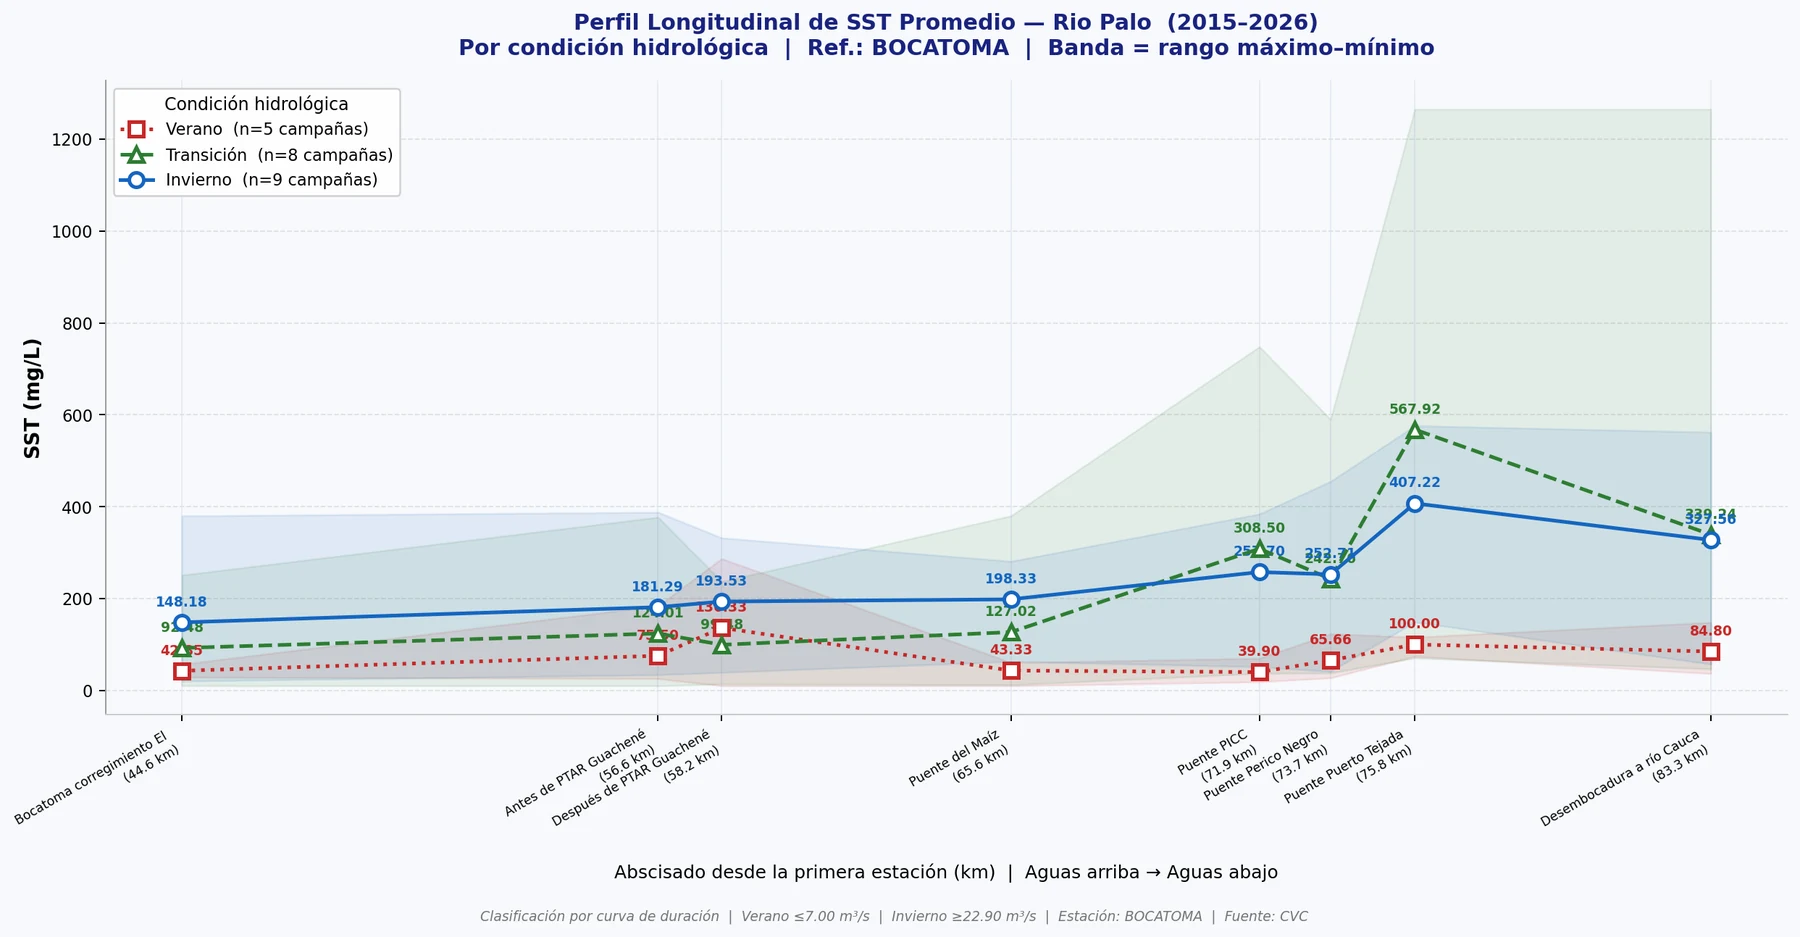 Perfil Longitudinal de SST Promedio — Rio Palo  (2015–2026)
Por condición hidrológica  |  Ref.: BOCATOMA  |  Banda = rango máximo–mínimo
Condición hidrológica
Verano  (n=5 campañas)
Transición  (n=8 campañas)
Invierno  (n=9 campañas)
SST (mg/L)
1200
1000
800
600
400
200
0
148.18
181.29
193.53
198.33
252.71
407.22
327.56
127.02
308.50
567.92
339.24
43.33
39.90
65.66
100.00
84.80
Bocatoma corregimiento El
(44.6 km)
Antes de PTAR Guachené
(56.6 km)
Después de PTAR Guachené
(58.2 km)
Puente del Maíz
(65.6 km)
Puente PICC
(71.9 km)
Puente Perico Negro
(73.7 km)
Puente Puerto Tejada
(75.8 km)
Desembocadura a río Cauca
(83.3 km)
Abscisado desde la primera estación (km)  |  Aguas arriba → Aguas abajo
Clasificación por curva de duración  |  Verano ≤7.00 m³/s  |  Invierno ≥22.90 m³/s  |  Estación: BOCATOMA  |  Fuente: CVC